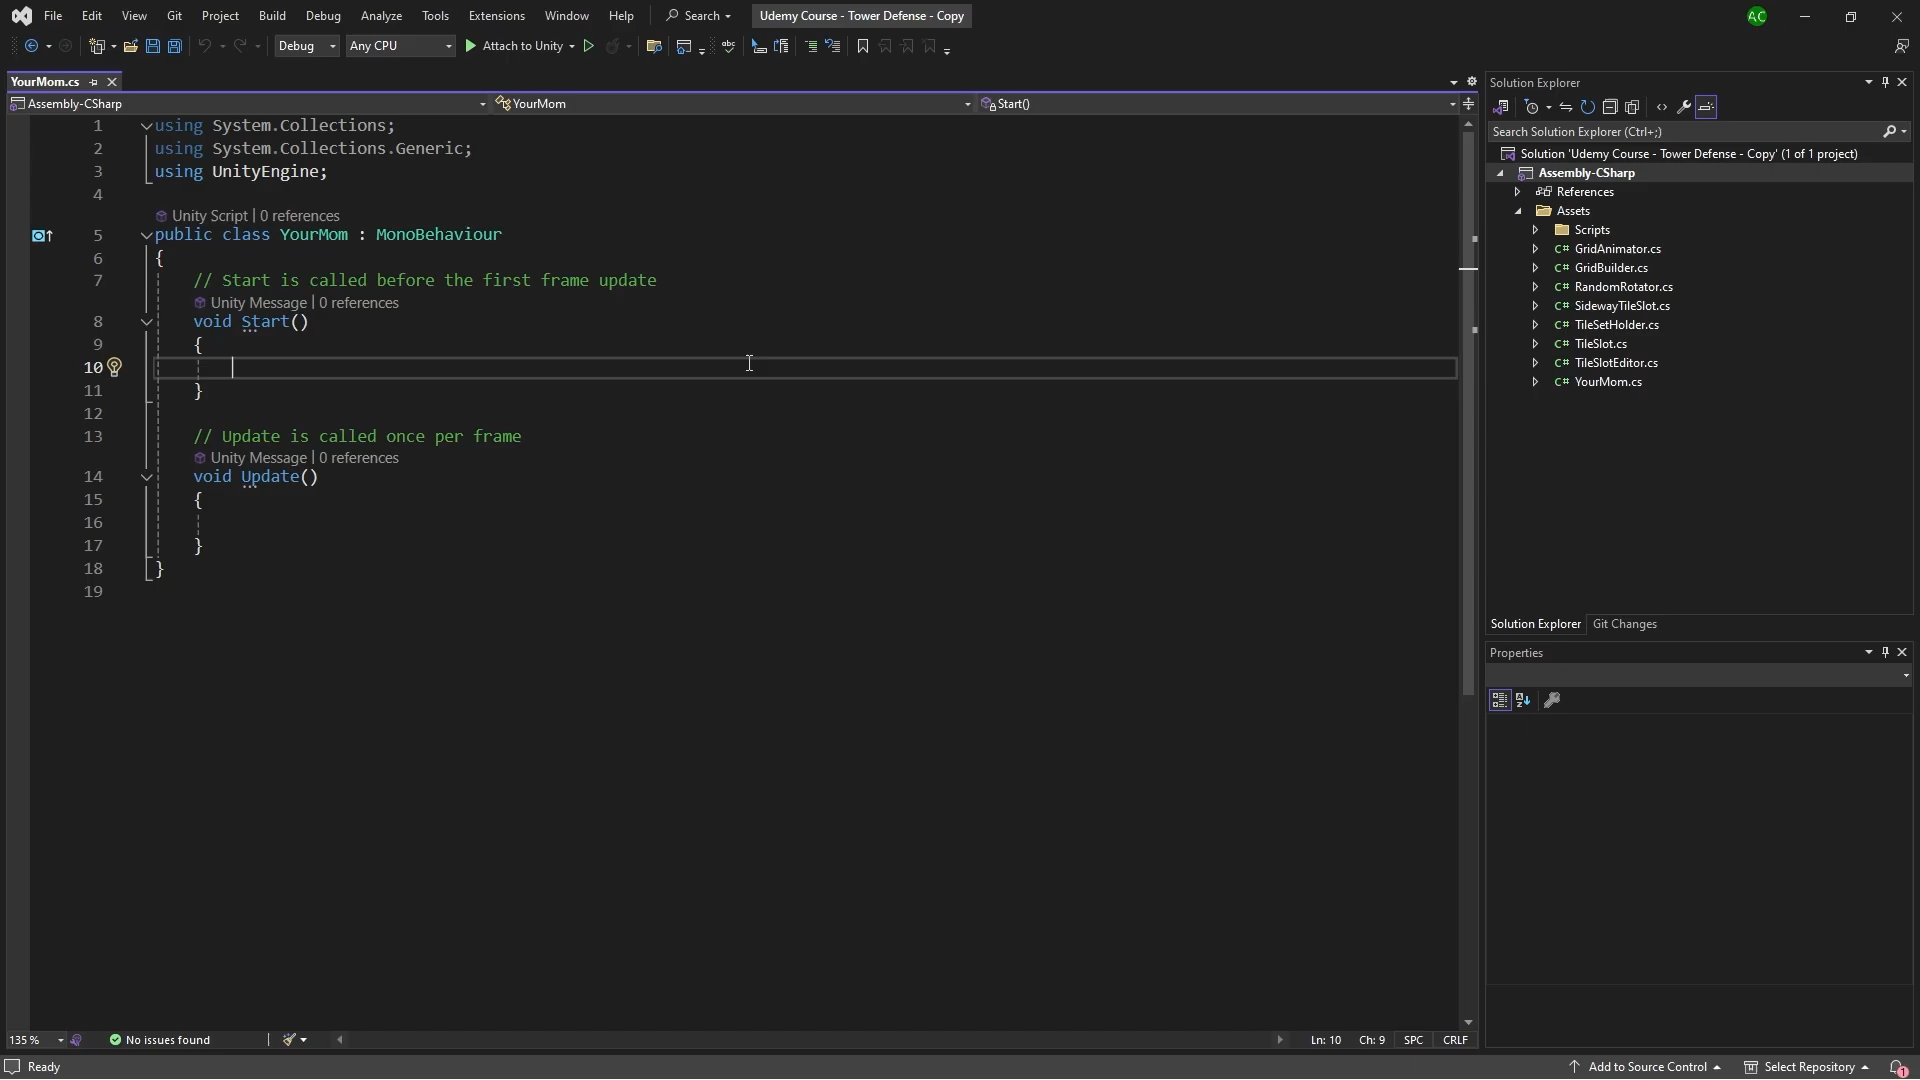 File Edit View Git Project Build Debug Analyze Tools Extensions Window Help Search Udemy Course - Tower Defense - Copy AC
Debug Any CPU Attach to Unity
YourMom.cs
Assembly-CSharp YourMom Start()
1 using System.Collections;
2 using System.Collections.Generic;
3 using UnityEngine;
4
Unity Script | 0 references
5 public class YourMom : MonoBehaviour
6 {
7 // Start is called before the first frame update
Unity Message | 0 references
8 void Start()
9 {
10
11 }
12
13 // Update is called once per frame
Unity Message | 0 references
14 void Update()
15 {
16
17 }
18 }
19
135 % No issues found Ln: 10 Ch: 9 SPC CRLF
Solution Explorer
Search Solution Explorer (Ctrl+;)
Solution 'Udemy Course - Tower Defense - Copy' (1 of 1 project)
Assembly-CSharp
References
Assets
Scripts
C# GridAnimator.cs
C# GridBuilder.cs
C# RandomRotator.cs
C# SidewayTileSlot.cs
C# TileSetHolder.cs
C# TileSlot.cs
C# TileSlotEditor.cs
C# YourMom.cs
Solution Explorer Git Changes
Properties
Ready Add to Source Control Select Repository 1